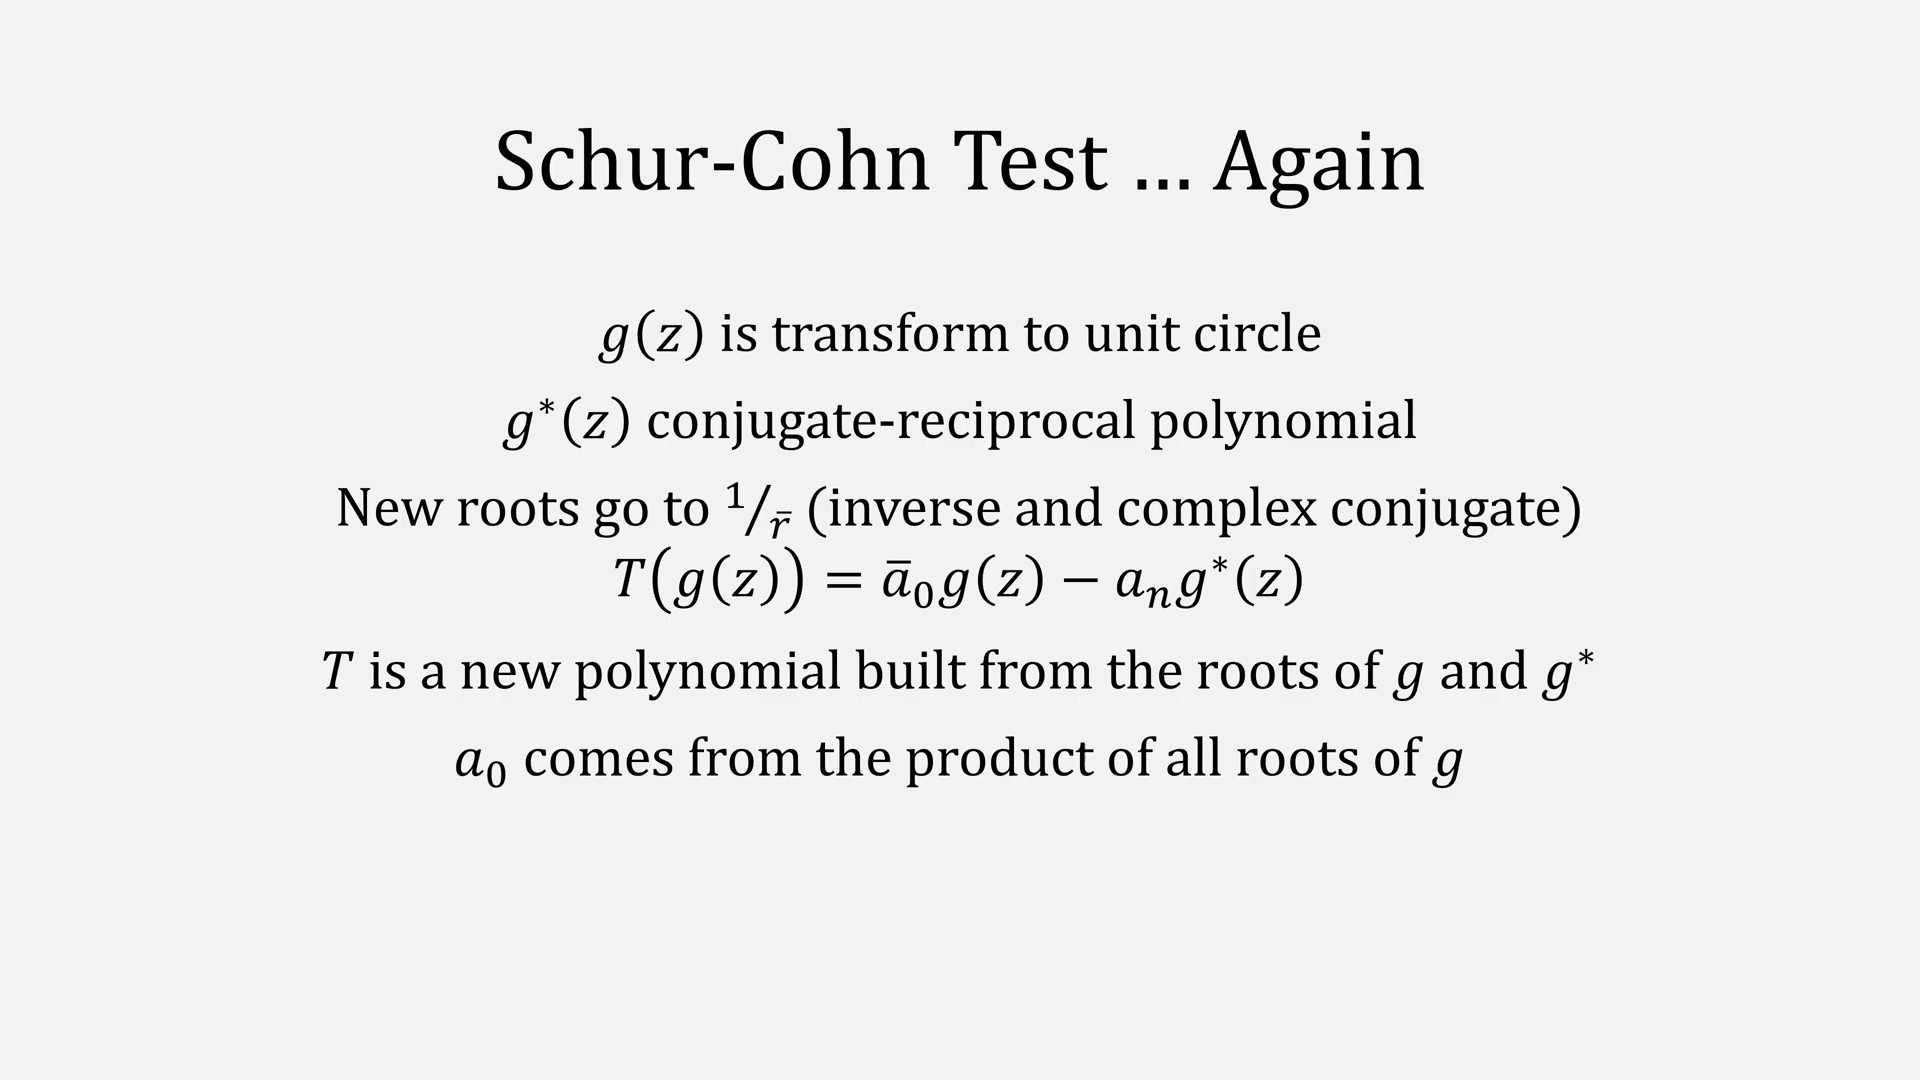 Schur-Cohn Test … Again
g(z) is transform to unit circle
g*(z) conjugate-reciprocal polynomial
New roots go to 1/r̄ (inverse and complex conjugate)
T(g(z)) = ā₀g(z) − aₙg*(z)
T is a new polynomial built from the roots of g and g*
a₀ comes from the product of all roots of g